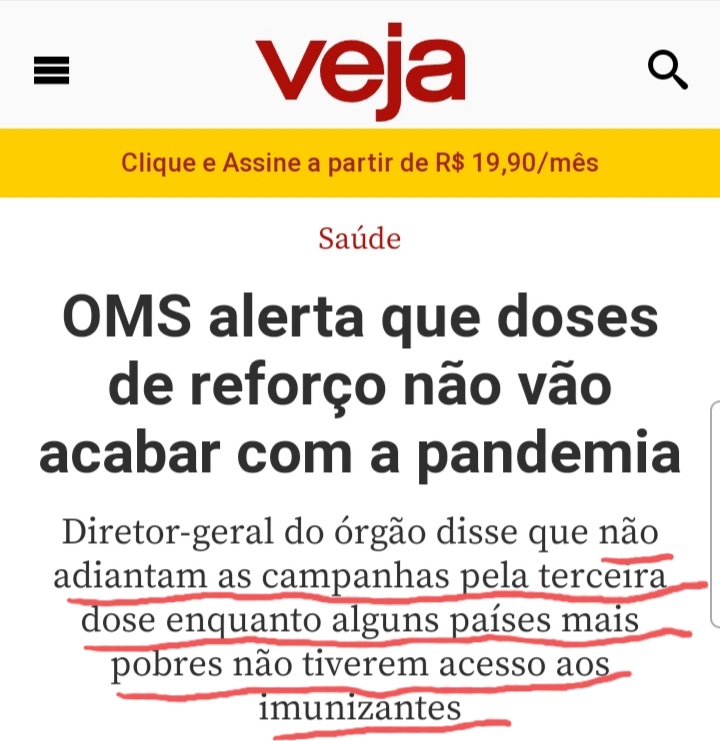 veja
Clique e Assine a partir de R$ 19,90/mês
Saúde
OMS alerta que doses
de reforço não vão
acabar com a pandemia
Diretor-geral do órgão disse que não
adiantam as campanhas pela terceira
dose enquanto alguns países mais
pobres não tiverem acesso aos
imunizantes